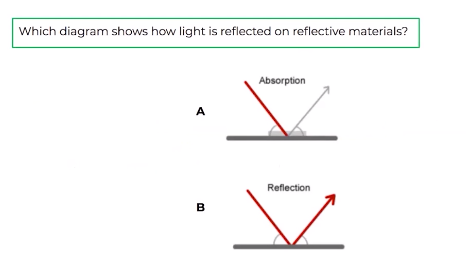 Which diagram shows how light is reflected on reflective materials?
Absorption
A
Reflection
B